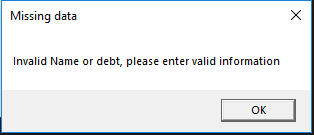 Missing data
Invalid Name or debt, please enter valid information
OK